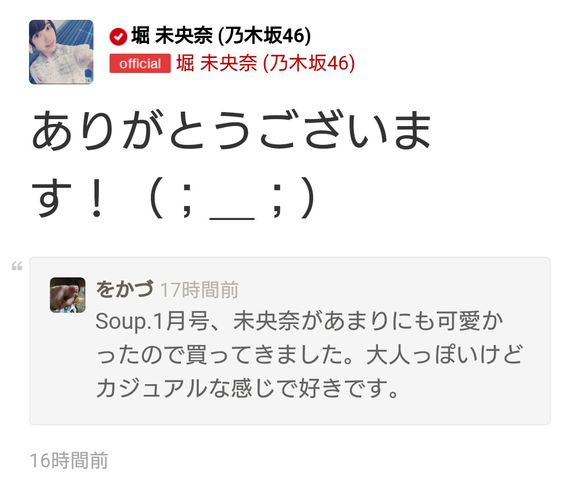 堀 未央奈 (乃木坂46)
official 堀 未央奈 (乃木坂46)
ありがとうございま
す！（；＿；）
をかづ 17時間前
Soup.1月号、未央奈があまりにも可愛か
ったので買ってきました。大人っぽいけど
カジュアルな感じで好きです。
16時間前